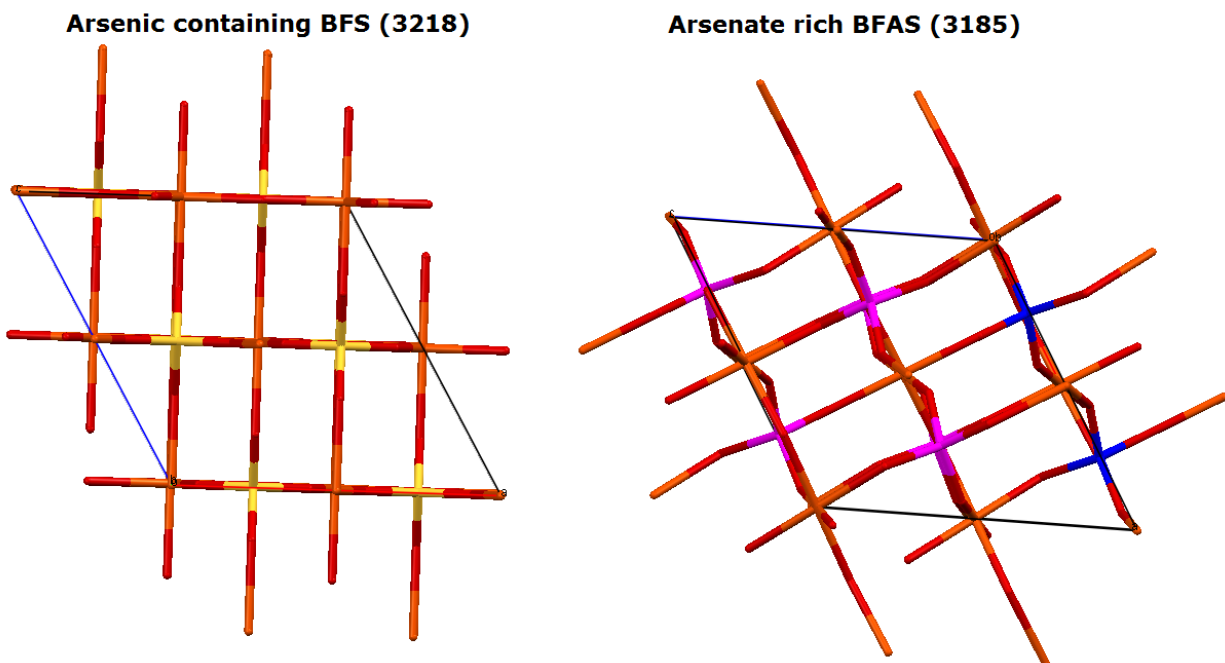 Arsenic containing BFS (3218)
Arsenate rich BFAS (3185)